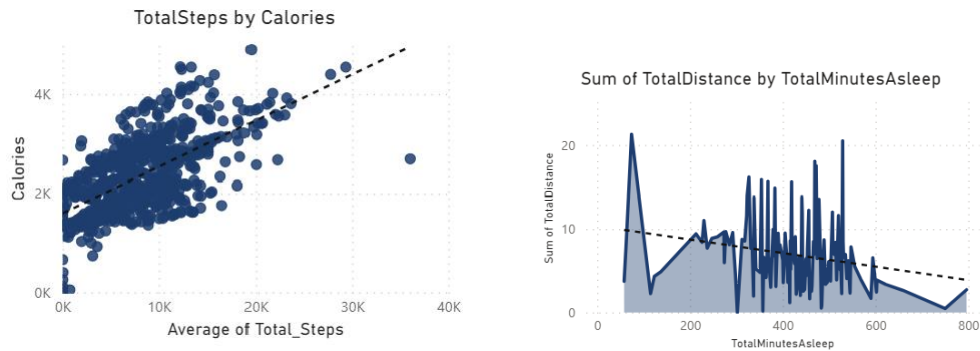 TotalSteps by Calories
Calories
4K
2K
0K
0K 10K 20K 30K 40K
Average of Total_Steps
Sum of TotalDistance by TotalMinutesAsleep
Sum of TotalDistance
20
10
0
0 200 400 600 800
TotalMinutesAsleep